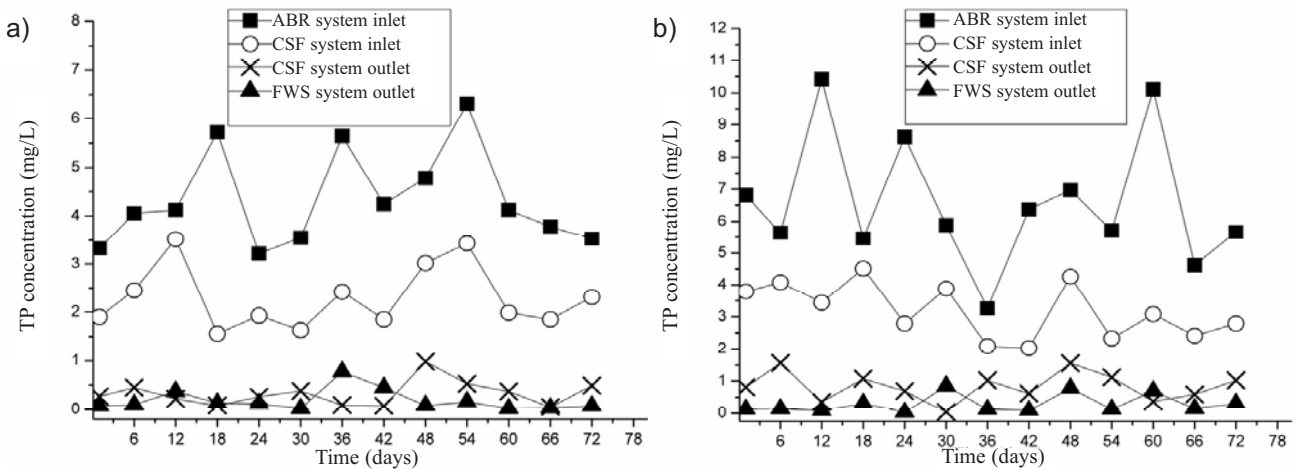 a)
TP concentration (mg/L)
8
7
6
5
4
3
2
1
0
ABR system inlet
CSF system inlet
CSF system outlet
FWS system outlet
6 12 18 24 30 36 42 48 54 60 66 72 78
Time (days)
b)
TP concentration (mg/L)
12
11
10
9
8
7
6
5
4
3
2
1
0
ABR system inlet
CSF system inlet
CSF system outlet
FWS system outlet
6 12 18 24 30 36 42 48 54 60 66 72 78
Time (days)